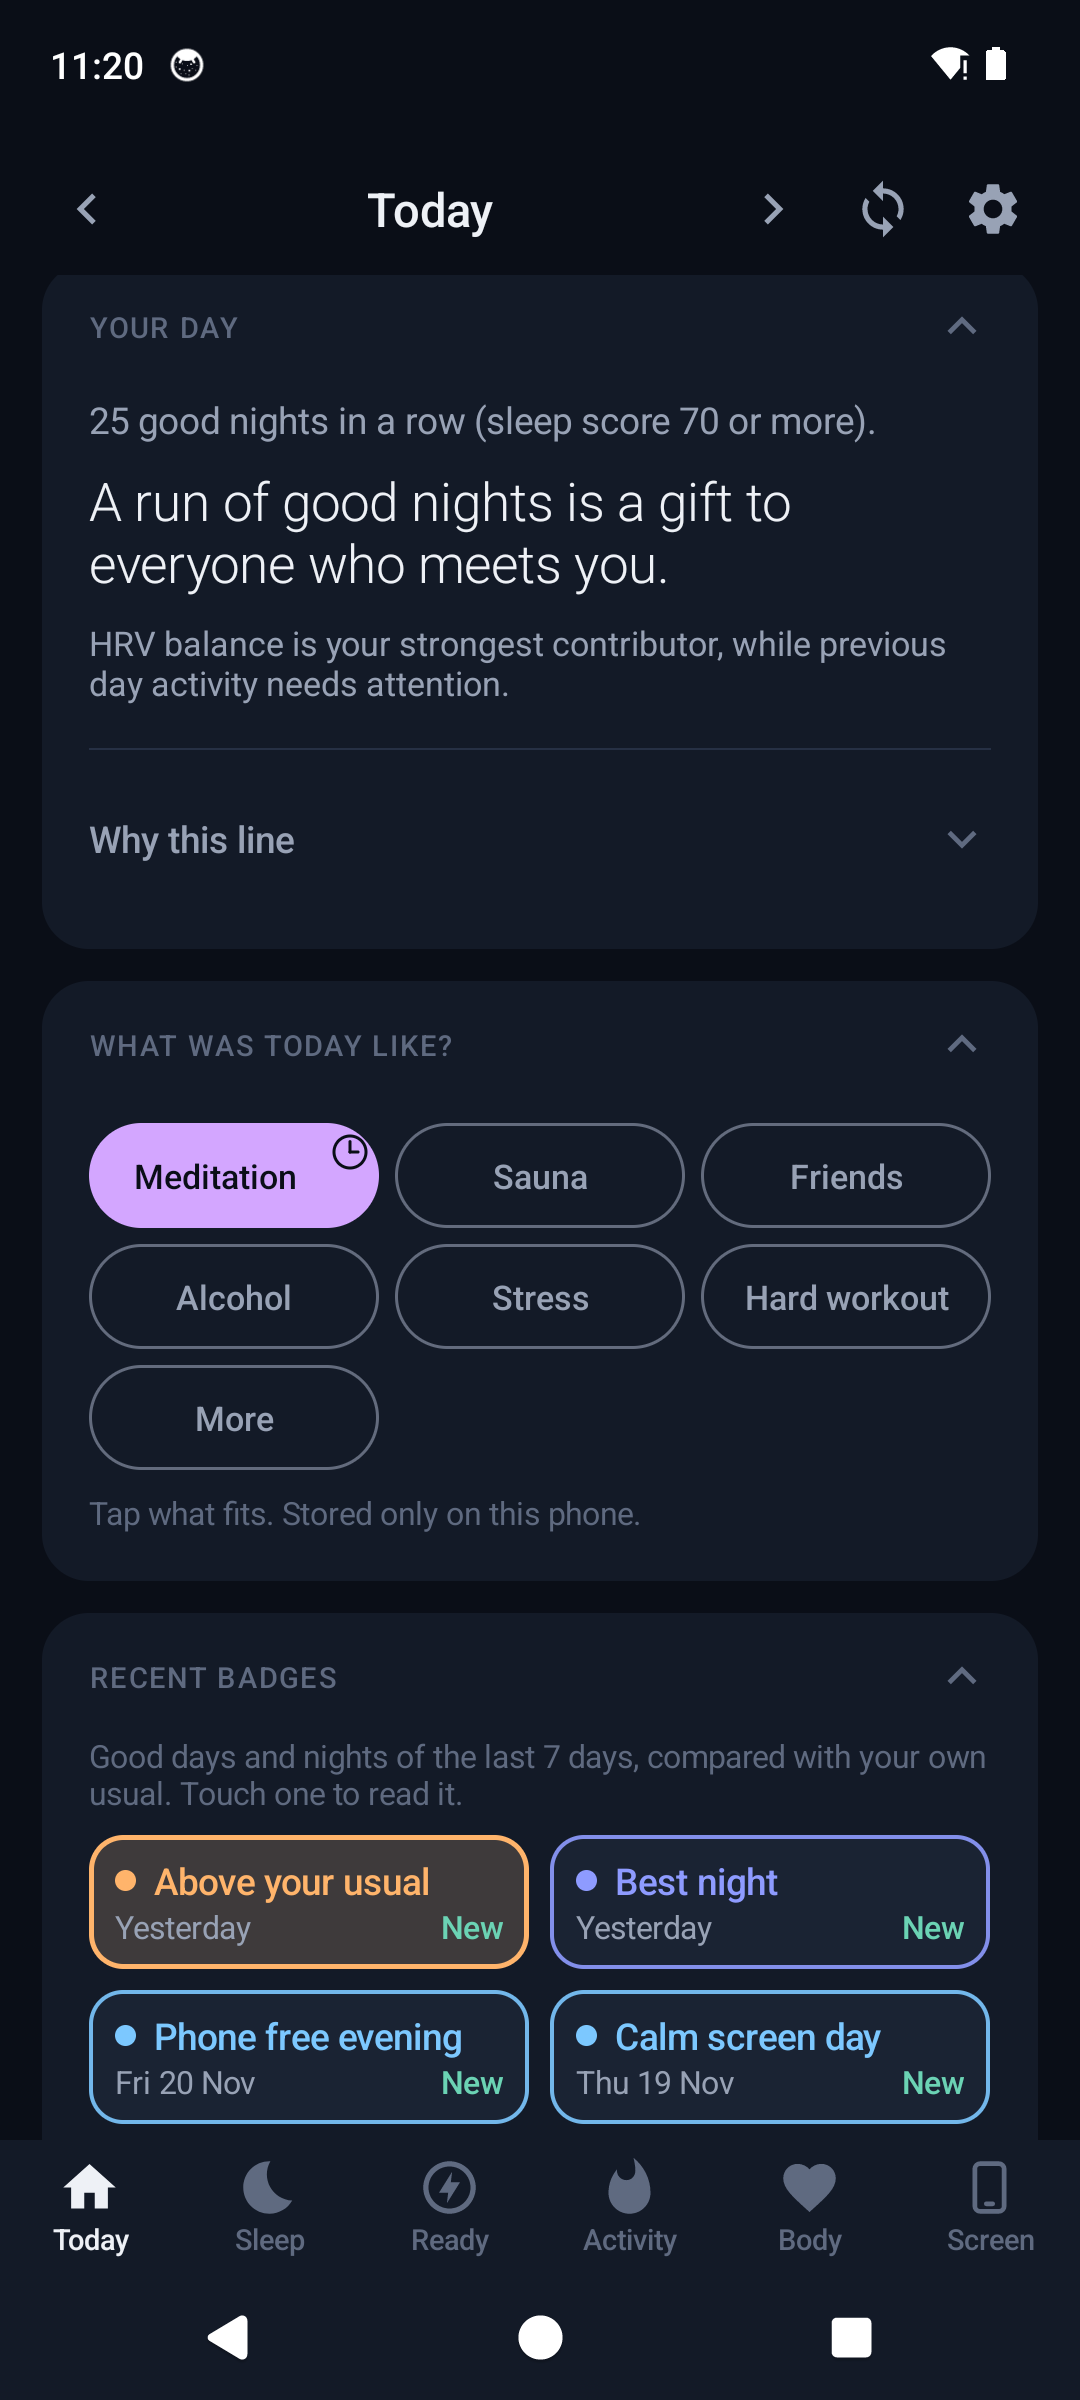 11:20
Today
YOUR DAY
25 good nights in a row (sleep score 70 or more).
A run of good nights is a gift to
everyone who meets you.
HRV balance is your strongest contributor, while previous
day activity needs attention.
Why this line
WHAT WAS TODAY LIKE?
Meditation
Sauna
Friends
Alcohol
Stress
Hard workout
More
Tap what fits. Stored only on this phone.
RECENT BADGES
Good days and nights of the last 7 days, compared with your own
usual. Touch one to read it.
Above your usual
Yesterday New
Best night
Yesterday New
Phone free evening
Fri 20 Nov New
Calm screen day
Thu 19 Nov New
Today
Sleep
Ready
Activity
Body
Screen